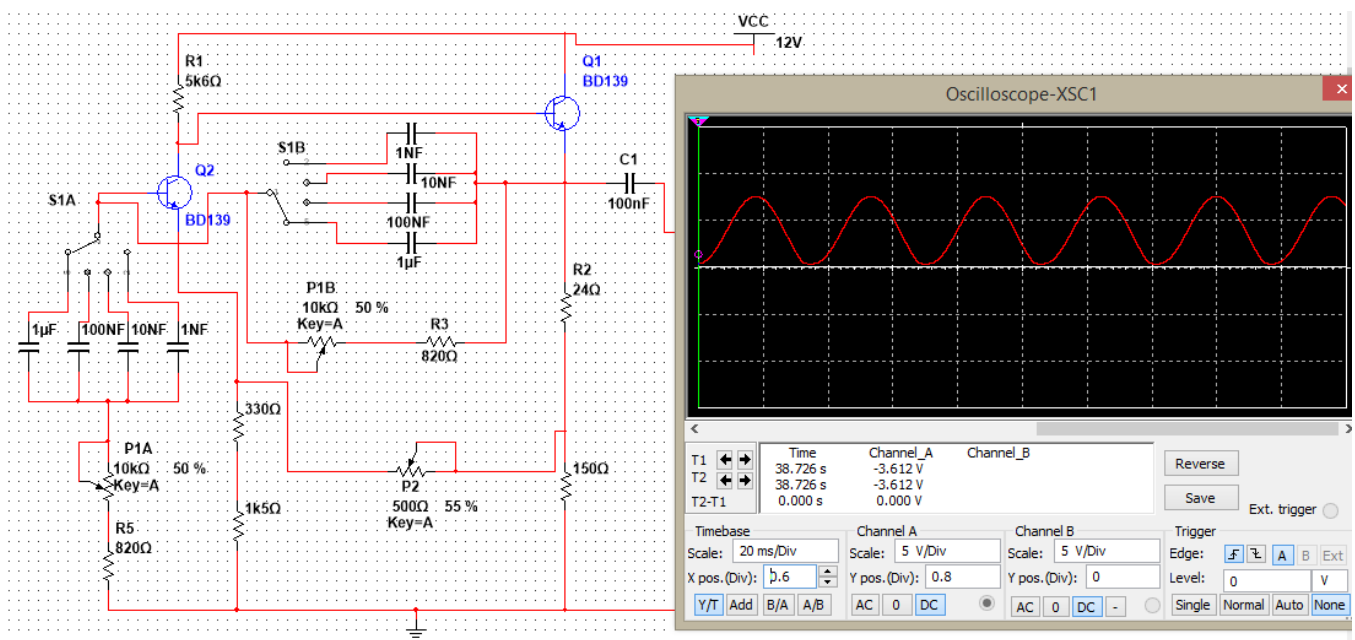 VCC
12V
R1
5k6Ω
Q1
BD139
Q2
BD139
S1A
S1B
1NF
10NF
100NF
1µF
C1
100nF
R2
24Ω
P1B
10kΩ 50 %
Key=A
R3
820Ω
1µF 100NF 10NF 1NF
330Ω
P1A
10kΩ 50 %
Key=A
R5
820Ω
1k5Ω
P2
500Ω 55 %
Key=A
150Ω
Oscilloscope-XSC1
T1
T2
T2-T1
Time Channel_A Channel_B
38.726 s -3.612 V
38.726 s -3.612 V
0.000 s 0.000 V
Reverse
Save
Ext. trigger
Timebase
Scale: 20 ms/Div
X pos.(Div): 0.6
Y/T Add B/A A/B
Channel A
Scale: 5 V/Div
Y pos.(Div): 0.8
AC 0 DC
Channel B
Scale: 5 V/Div
Y pos.(Div): 0
AC 0 DC -
Trigger
Edge: A B Ext
Level: 0 V
Single Normal Auto None